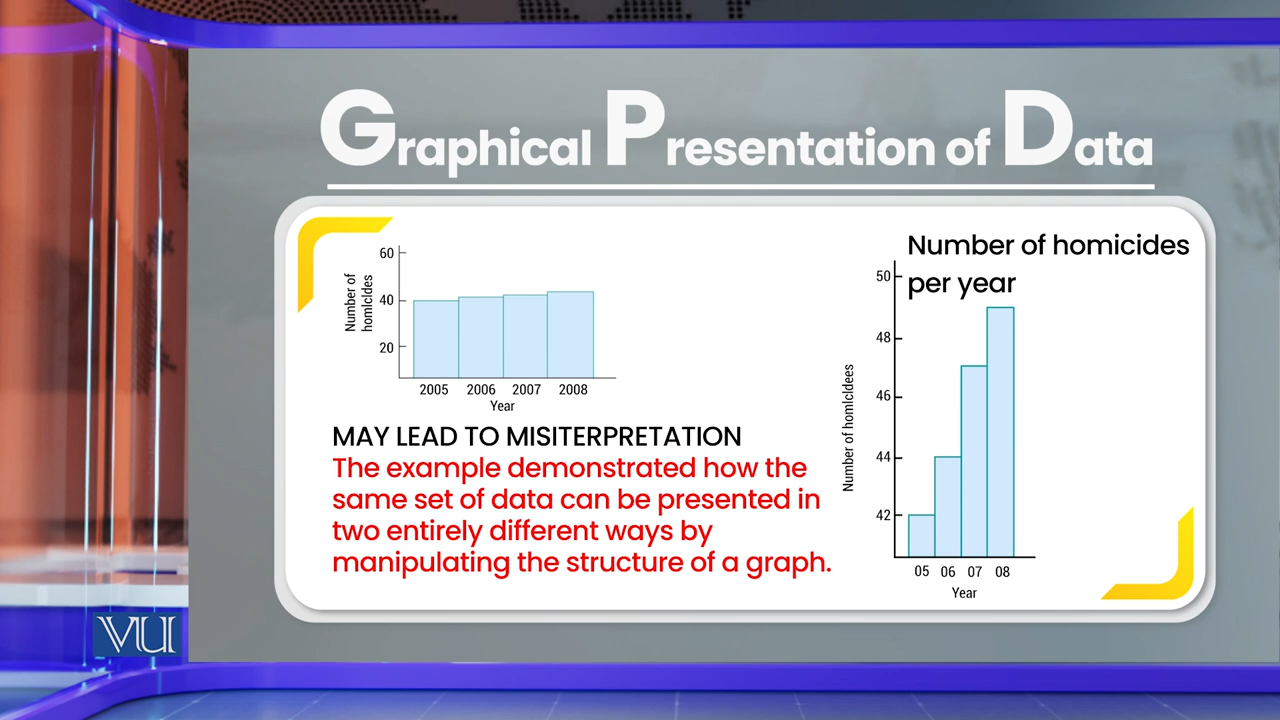 Graphical Presentation of Data
60
40
20
Number of
homicides
2005 2006 2007 2008
Year
MAY LEAD TO MISITERPRETATION
The example demonstrated how the
same set of data can be presented in
two entirely different ways by
manipulating the structure of a graph.
Number of homicides
per year
50
48
46
44
42
Number of homicidees
05 06 07 08
Year
VU